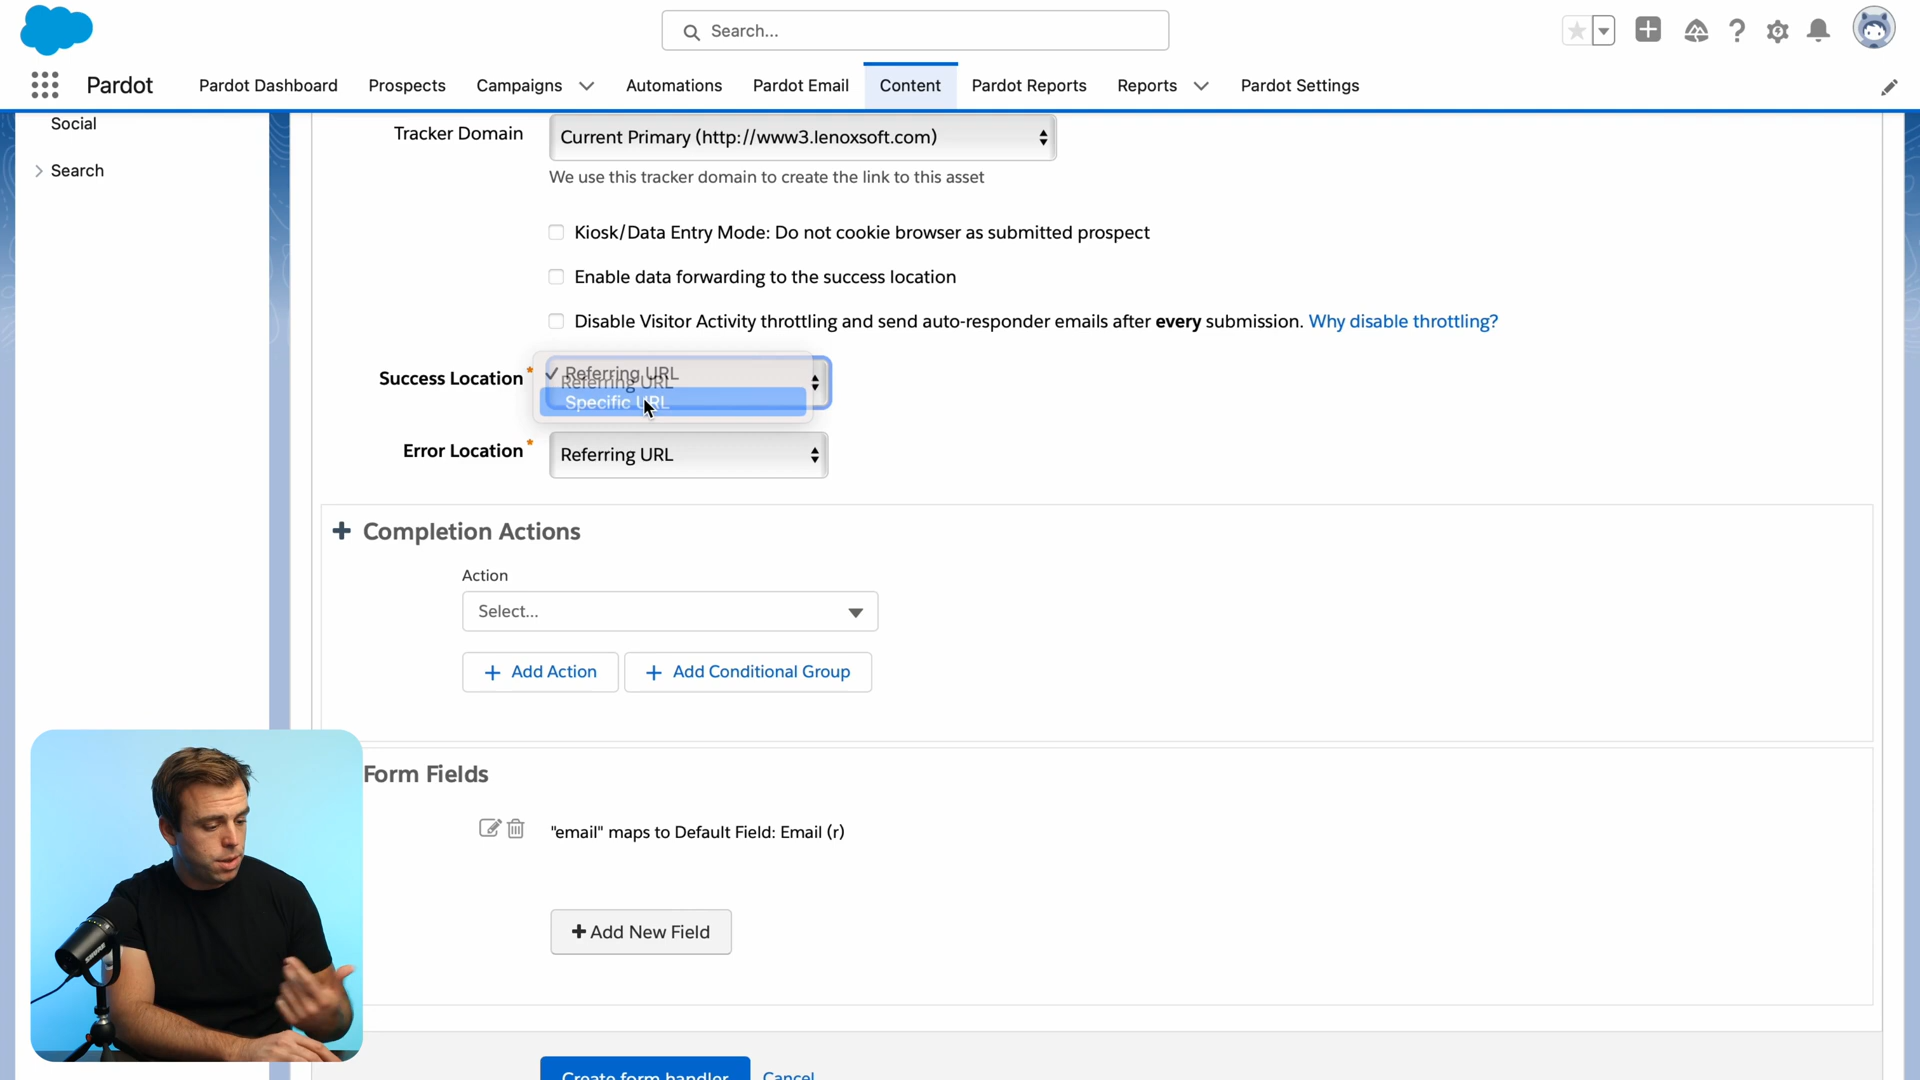 Search...
Pardot
Pardot Dashboard
Prospects
Campaigns
Automations
Pardot Email
Content
Pardot Reports
Reports
Pardot Settings
Social
Search
Tracker Domain
Current Primary (http://www3.lenoxsoft.com)
We use this tracker domain to create the link to this asset
Kiosk/Data Entry Mode: Do not cookie browser as submitted prospect
Enable data forwarding to the success location
Disable Visitor Activity throttling and send auto-responder emails after every submission. Why disable throttling?
Success Location *
✓ Referring URL
Referring URL
Specific URL
Error Location *
Referring URL
Completion Actions
Action
Select...
+ Add Action
+ Add Conditional Group
Form Fields
"email" maps to Default Field: Email (r)
+ Add New Field
Create form handler
Cancel